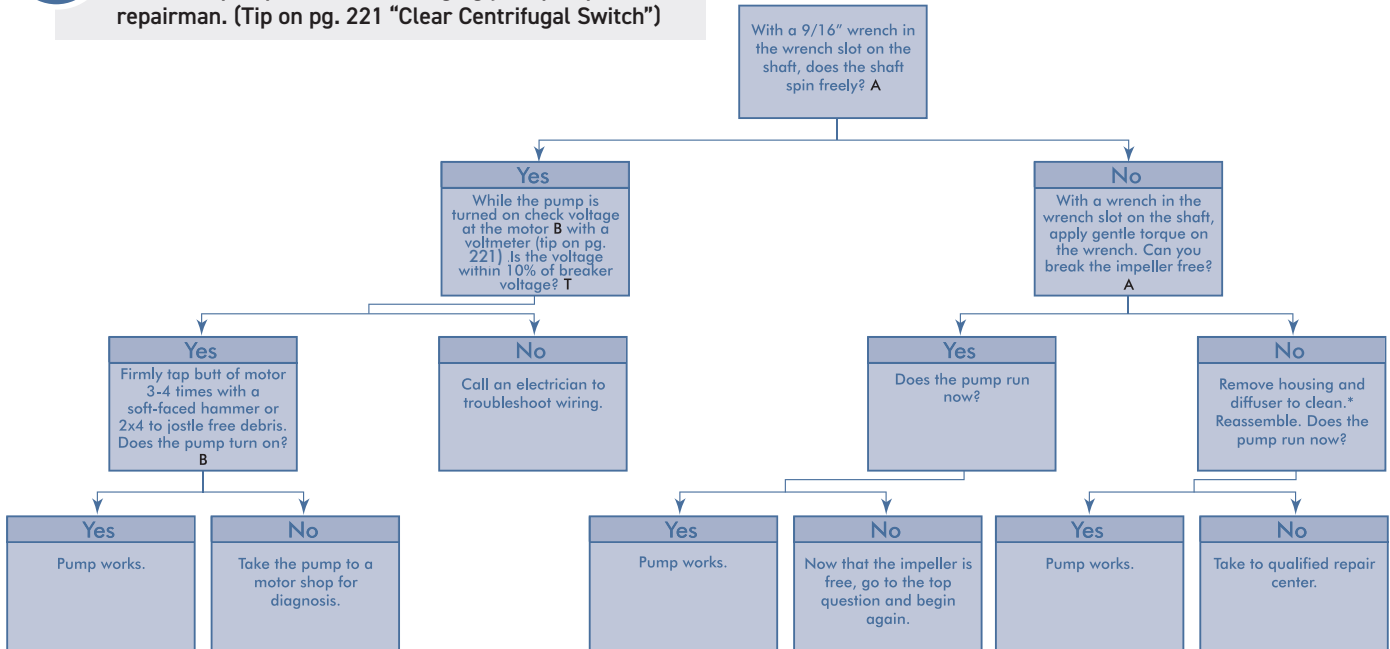 repairman. (Tip on pg. 221 “Clear Centrifugal Switch”)
With a 9/16” wrench in
the wrench slot on the
shaft, does the shaft
spin freely? A
Yes
While the pump is
turned on check voltage
at the motor B with a
voltmeter (tip on pg.
221) .Is the voltage
within 10% of breaker
voltage? T
No
With a wrench in the
wrench slot on the shaft,
apply gentle torque on
the wrench. Can you
break the impeller free?
A
Yes
Firmly tap butt of motor
3-4 times with a
soft-faced hammer or
2x4 to jostle free debris.
Does the pump turn on?
B
No
Call an electrician to
troubleshoot wiring.
Yes
Does the pump run
now?
No
Remove housing and
diffuser to clean.*
Reassemble. Does the
pump run now?
Yes
Pump works.
No
Take the pump to a
motor shop for
diagnosis.
Yes
Pump works.
No
Now that the impeller is
free, go to the top
question and begin
again.
Yes
Pump works.
No
Take to qualified repair
center.